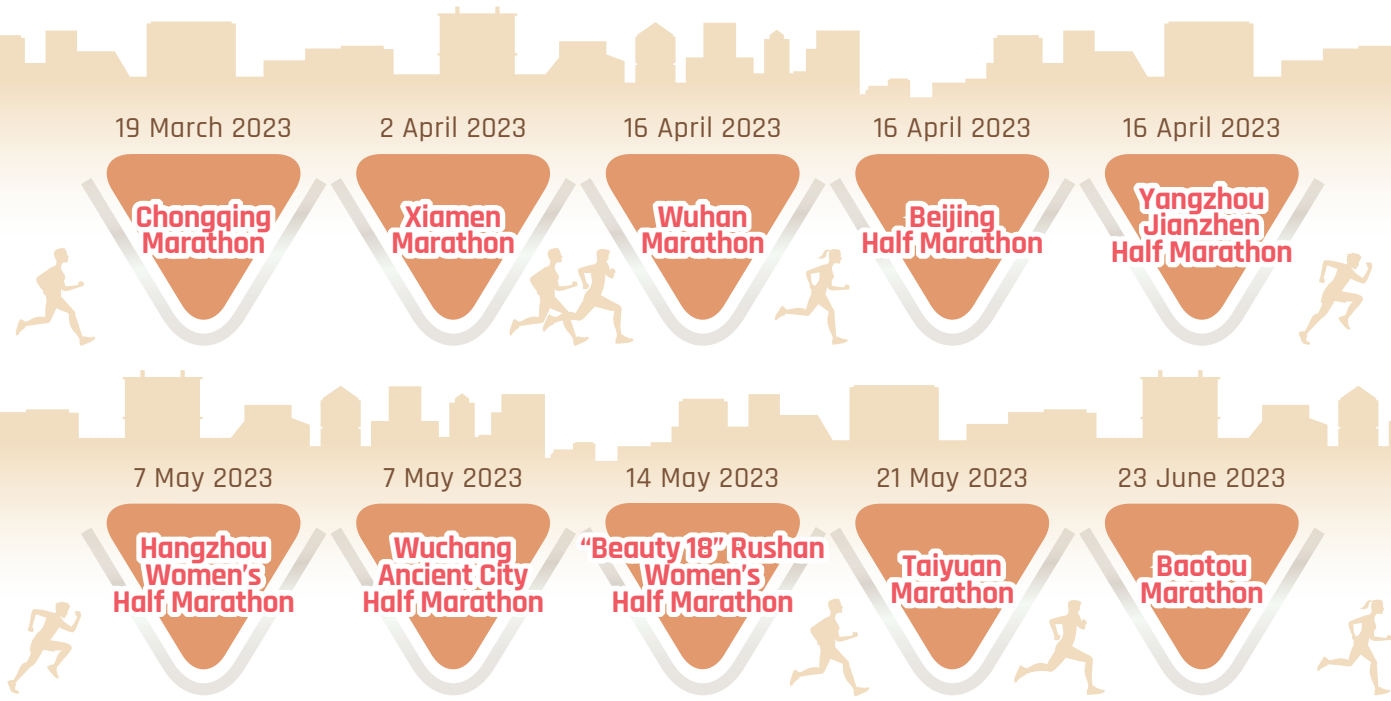 19 March 2023
Chongqing
Marathon
2 April 2023
Xiamen
Marathon
16 April 2023
Wuhan
Marathon
16 April 2023
Beijing
Half Marathon
16 April 2023
Yangzhou
Jianzhen
Half Marathon
7 May 2023
Hangzhou
Women’s
Half Marathon
7 May 2023
Wuchang
Ancient City
Half Marathon
14 May 2023
“Beauty 18” Rushan
Women’s
Half Marathon
21 May 2023
Taiyuan
Marathon
23 June 2023
Baotou
Marathon